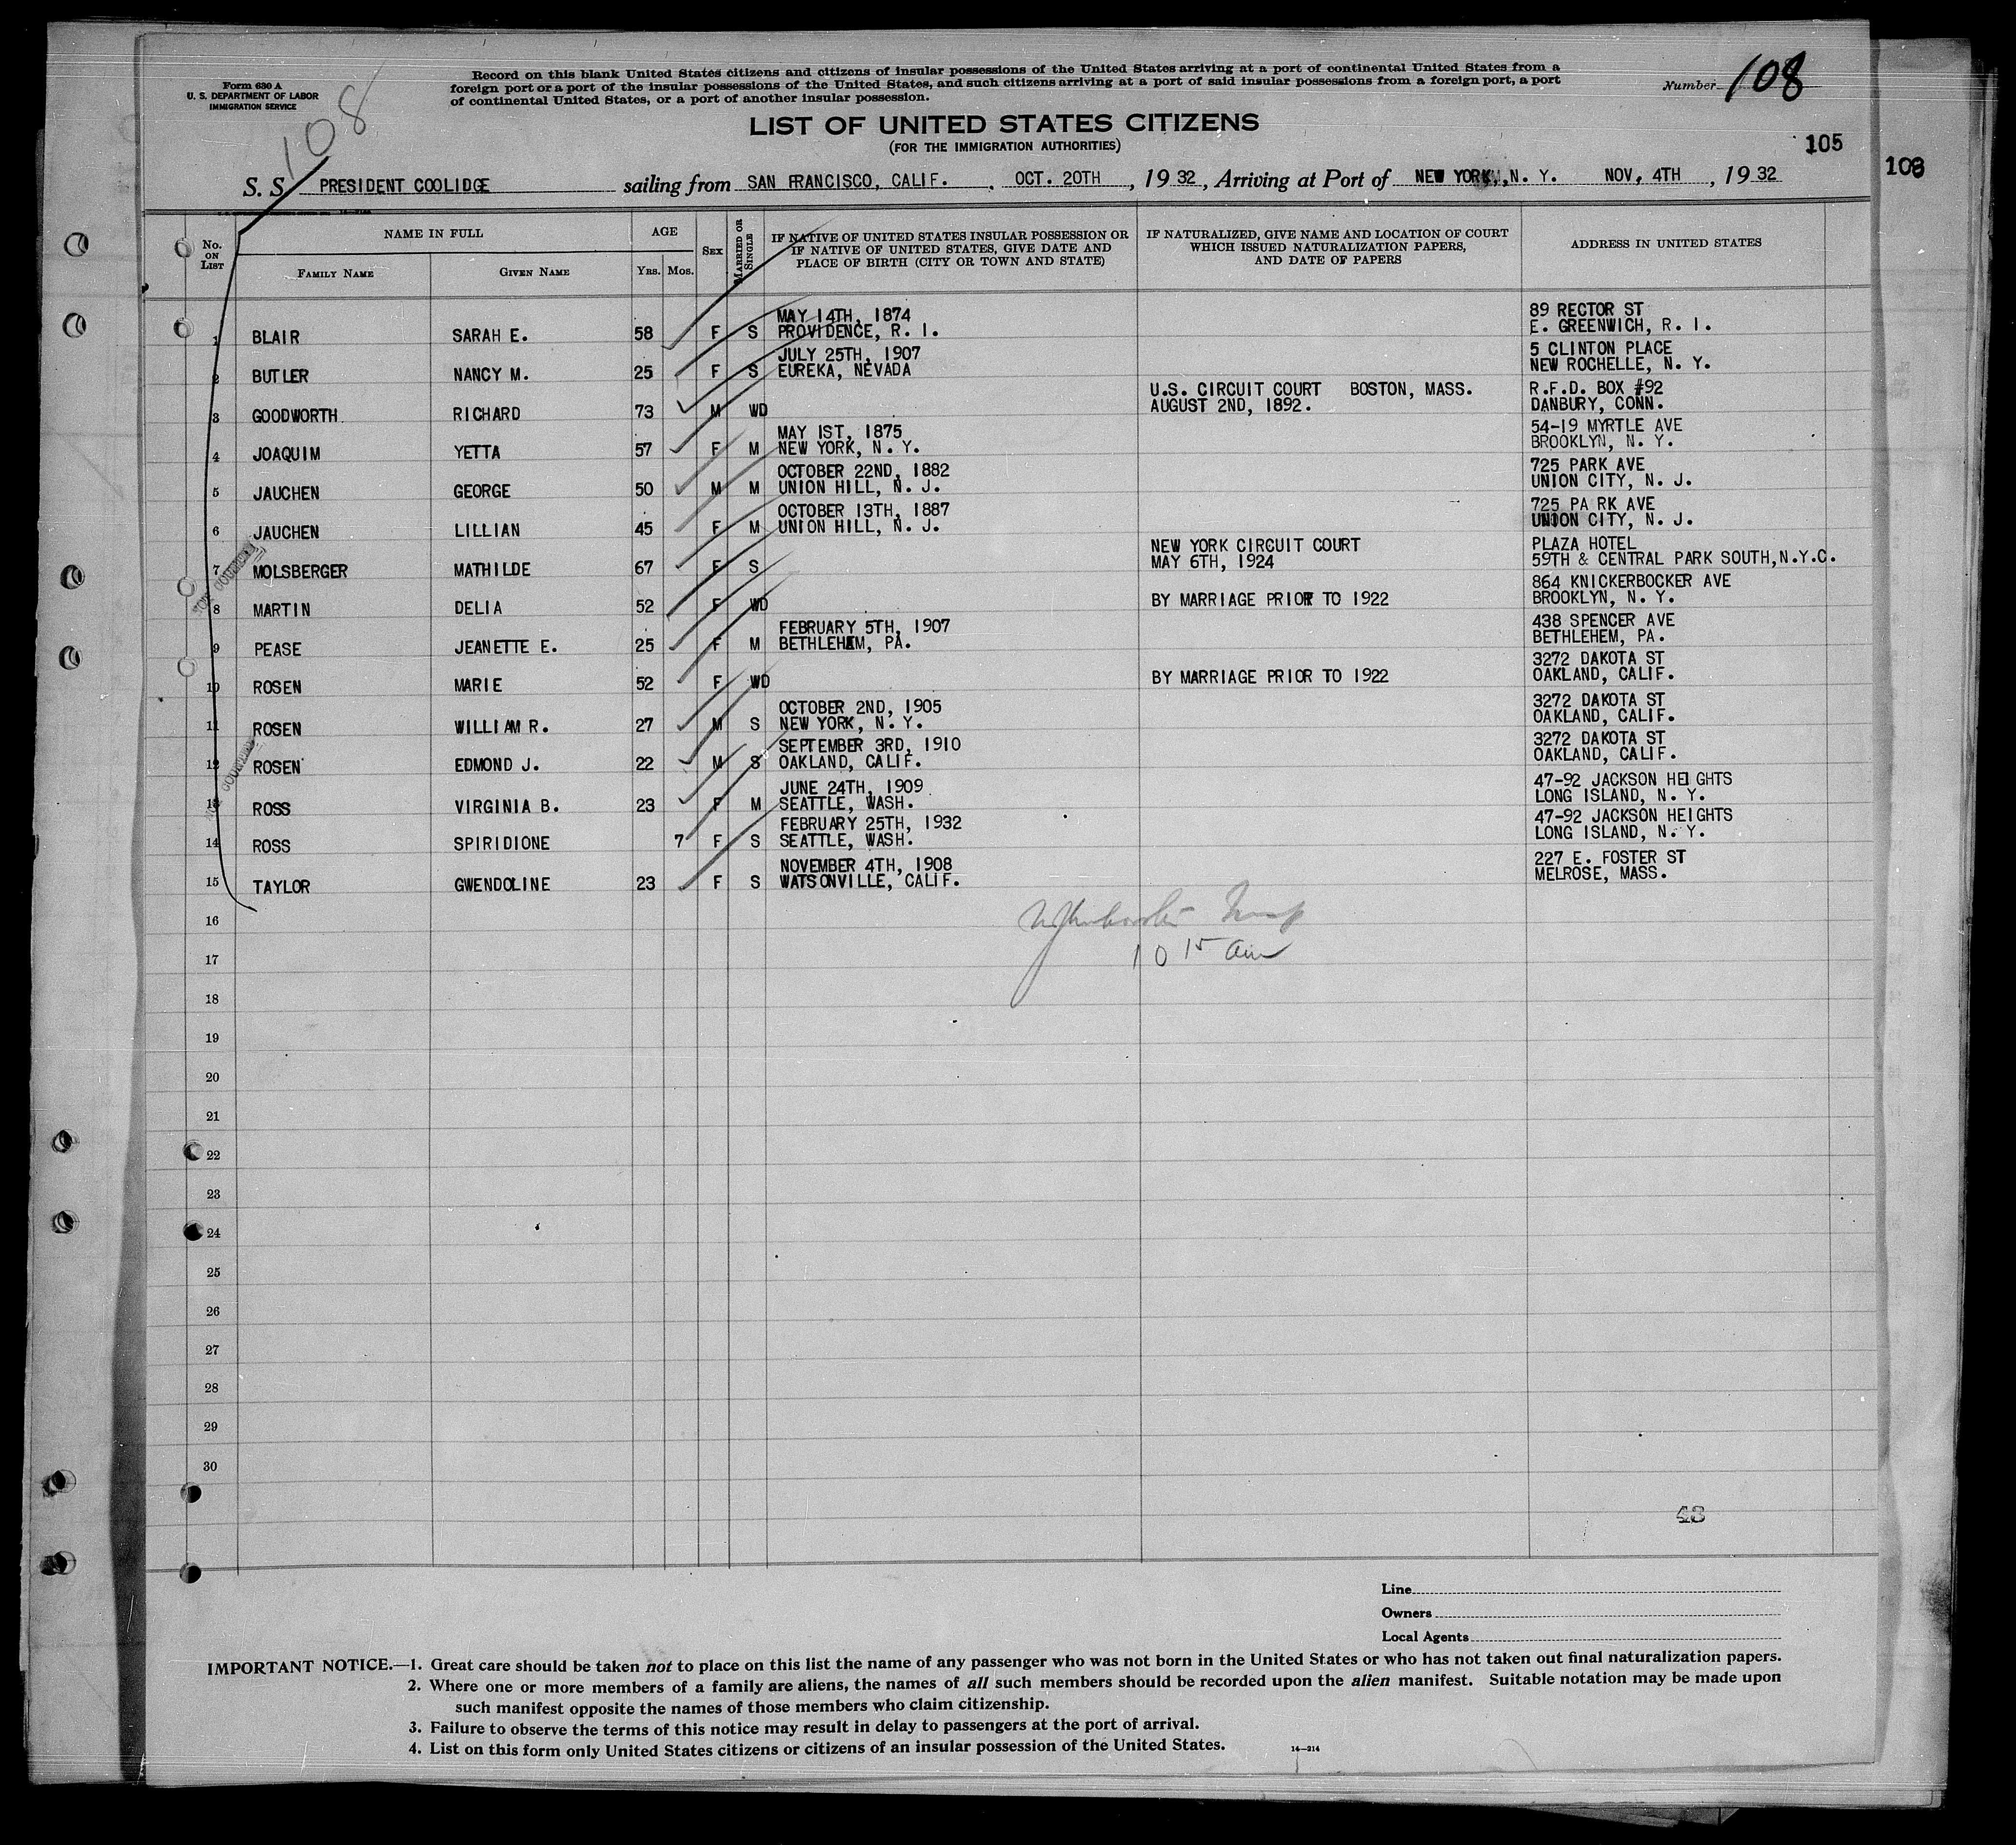 Form 630 A
U. S. DEPARTMENT OF LABOR
IMMIGRATION SERVICE
108
Record on this blank United States citizens and citizens of insular possessions of the United States arriving at a port of continental United States from a
foreign port or a port of the insular possessions of the United States, and such citizens arriving at a port of said insular possessions from a foreign port, a port
of continental United States, or a port of another insular possession.
Number 108
LIST OF UNITED STATES CITIZENS
(FOR THE IMMIGRATION AUTHORITIES)
105
108
S. S. PRESIDENT COOLIDGE sailing from SAN FRANCISCO, CALIF. , OCT. 20TH , 1932, Arriving at Port of NEW YORK, N. Y. NOV, 4TH , 1932
No. ON LIST NAME IN FULL AGE SEX MARRIED OR SINGLE IF NATIVE OF UNITED STATES INSULAR POSSESSION OR IF NATIVE OF UNITED STATES, GIVE DATE AND PLACE OF BIRTH (CITY OR TOWN AND STATE) IF NATURALIZED, GIVE NAME AND LOCATION OF COURT WHICH ISSUED NATURALIZATION PAPERS, AND DATE OF PAPERS ADDRESS IN UNITED STATES
FAMILY NAME GIVEN NAME YRS. MOS.
MAY 14TH, 1874 89 RECTOR ST
1 BLAIR SARAH E. 58 F S PROVIDENCE, R. I. E. GREENWICH, R. I.
JULY 25TH, 1907 5 CLINTON PLACE
2 BUTLER NANCY M. 25 F S EUREKA, NEVADA NEW ROCHELLE, N. Y.
U.S. CIRCUIT COURT BOSTON, MASS. R.F.D. BOX #92
3 GOODWORTH RICHARD 73 M WD AUGUST 2ND, 1892. DANBURY, CONN.
MAY 1ST, 1875 54-19 MYRTLE AVE
4 JOAQUIM YETTA 57 F M NEW YORK, N. Y. BROOKLYN, N. Y.
OCTOBER 22ND, 1882 725 PARK AVE
5 JAUCHEN GEORGE 50 M M UNION HILL, N. J. UNION CITY, N. J.
OCTOBER 13TH, 1887 725 PA RK AVE
6 JAUCHEN LILLIAN 45 F M UNION HILL, N. J. UNION CITY, N. J.
NEW YORK CIRCUIT COURT PLAZA HOTEL
7 MOLSBERGER MATHILDE 67 F S MAY 6TH, 1924 59TH & CENTRAL PARK SOUTH, N.Y.C.
864 KNICKERBOCKER AVE
8 MARTIN DELIA 52 F WD BY MARRIAGE PRIOR TO 1922 BROOKLYN, N. Y.
FEBRUARY 5TH, 1907 438 SPENCER AVE
9 PEASE JEANETTE E. 25 F M BETHLEHEM, PA. BETHLEHEM, PA.
3272 DAKOTA ST
10 ROSEN MARIE 52 F WD BY MARRIAGE PRIOR TO 1922 OAKLAND, CALIF.
OCTOBER 2ND, 1905 3272 DAKOTA ST
11 ROSEN WILLIAM R. 27 M S NEW YORK, N. Y. OAKLAND, CALIF.
SEPTEMBER 3RD, 1910 3272 DAKOTA ST
12 ROSEN EDMOND J. 22 M S OAKLAND, CALIF. OAKLAND, CALIF.
JUNE 24TH, 1909 47-92 JACKSON HEIGHTS
13 ROSS VIRGINIA B. 23 F M SEATTLE, WASH. LONG ISLAND, N. Y.
FEBRUARY 25TH, 1932 47-92 JACKSON HEIGHTS
14 ROSS SPIRIDIONE 7 F S SEATTLE, WASH. LONG ISLAND, N. Y.
NOVEMBER 4TH, 1908 227 E. FOSTER ST
15 TAYLOR GWENDOLINE 23 F S WATSONVILLE, CALIF. MELROSE, MASS.
16
17 10 15 am
18
19
20
21
22
23
24
25
26
27
28
29
30
48
Line
Owners
Local Agents
IMPORTANT NOTICE.—1. Great care should be taken not to place on this list the name of any passenger who was not born in the United States or who has not taken out final naturalization papers.
2. Where one or more members of a family are aliens, the names of all such members should be recorded upon the alien manifest. Suitable notation may be made upon
such manifest opposite the names of those members who claim citizenship.
3. Failure to observe the terms of this notice may result in delay to passengers at the port of arrival.
4. List on this form only United States citizens or citizens of an insular possession of the United States.
14—214